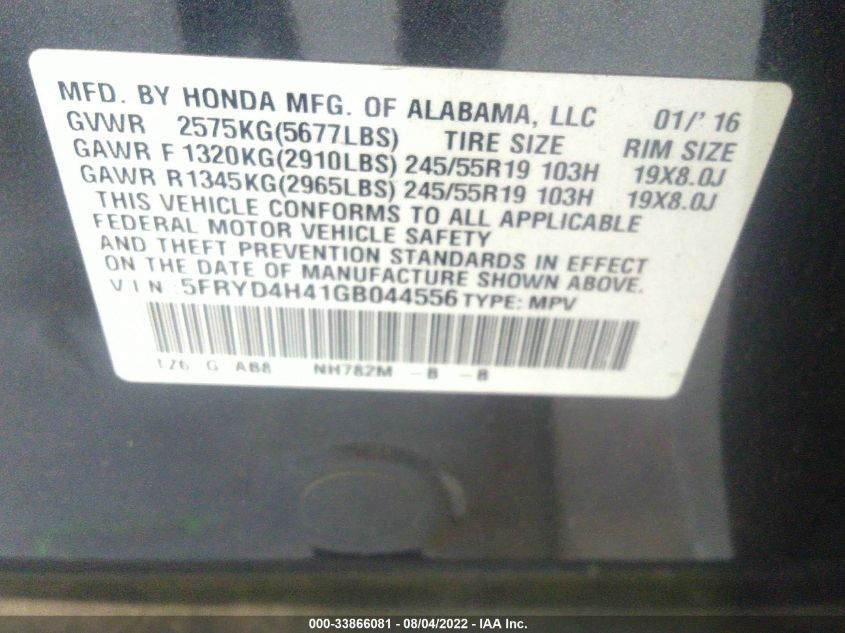 MFD. BY HONDA MFG. OF ALABAMA, LLC 01/'16
GVWR 2575KG(5677LBS) TIRE SIZE RIM SIZE
GAWR F 1320KG(2910LBS) 245/55R19 103H 19X8.0J
GAWR R 1345KG(2965LBS) 245/55R19 103H 19X8.0J
THIS VEHICLE CONFORMS TO ALL APPLICABLE
FEDERAL MOTOR VEHICLE SAFETY
AND THEFT PREVENTION STANDARDS IN EFFECT
ON THE DATE OF MANUFACTURE SHOWN ABOVE.
VIN: 5FRYD4H41GB044556 TYPE: MPV
TZ6 G AB8 NH782M -B -B
000-33866081 - 08/04/2022 - IAA Inc.